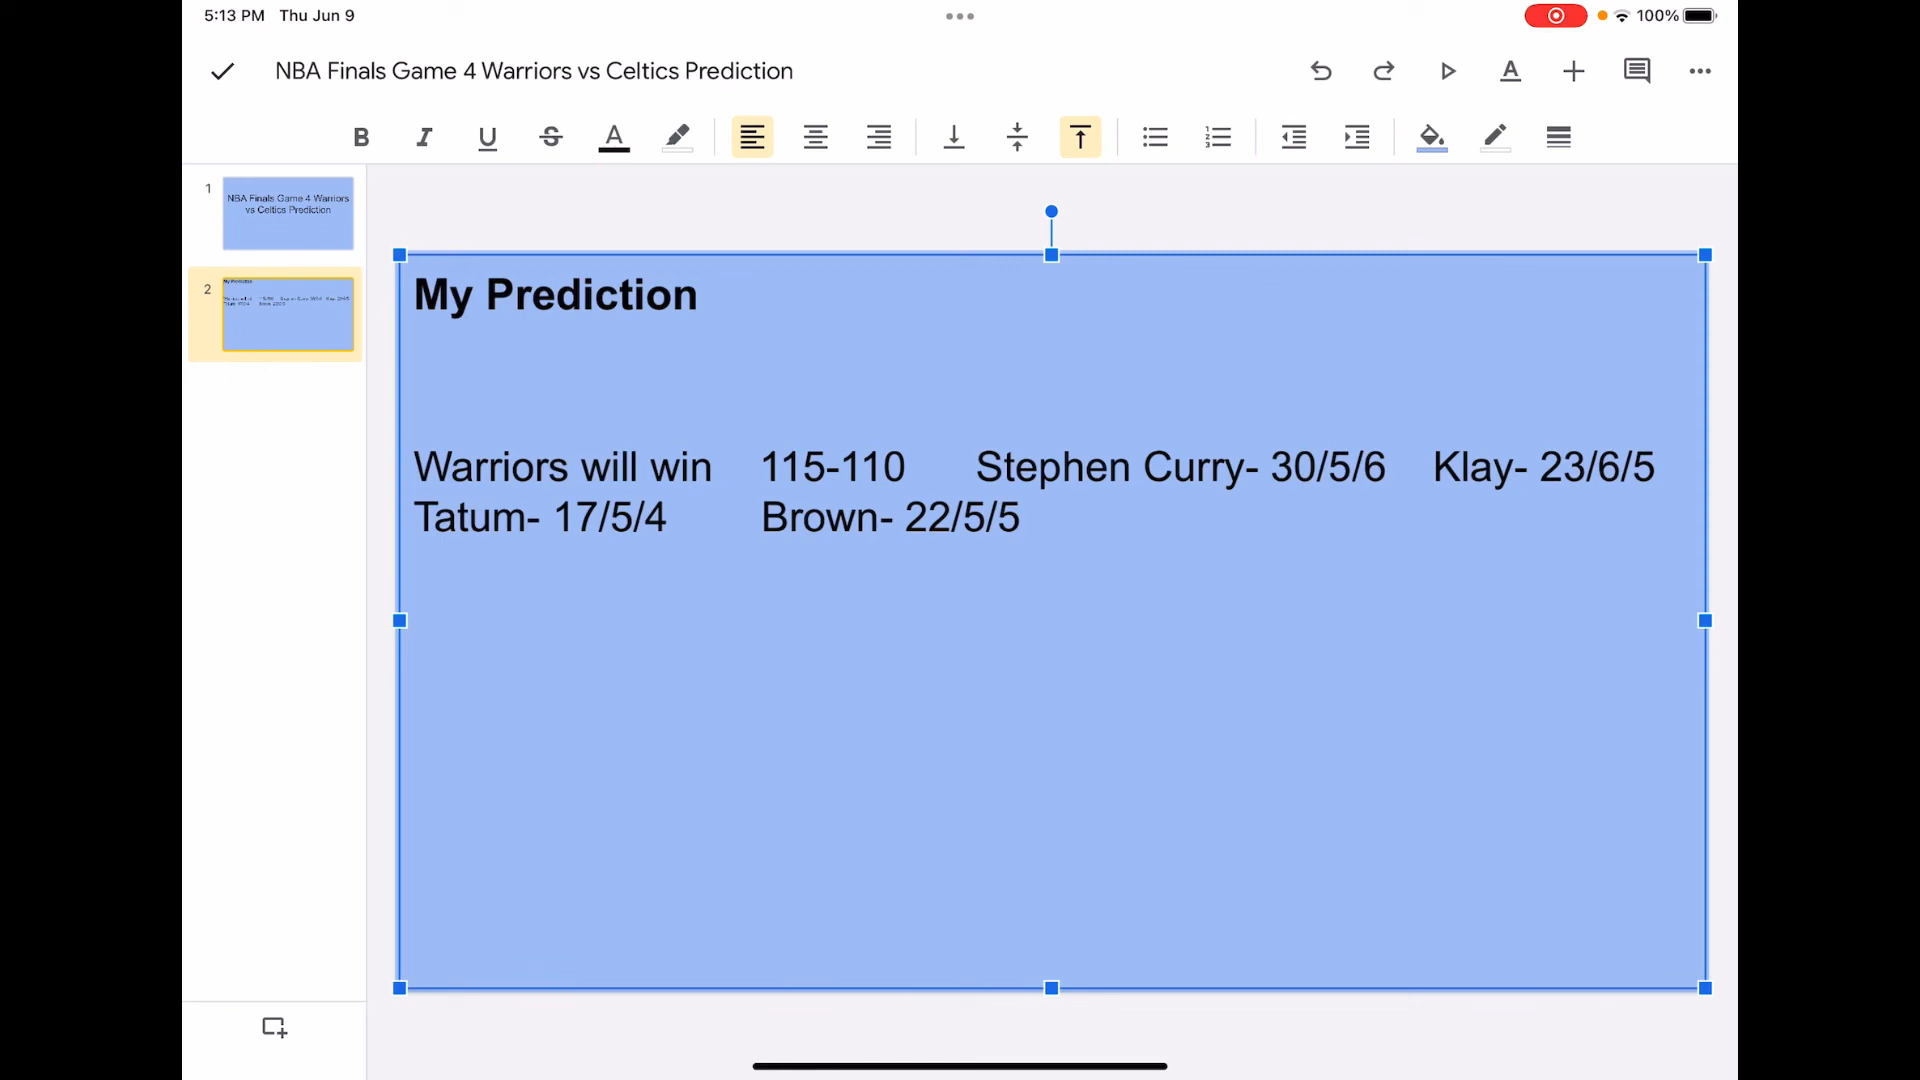 5:13 PM Thu Jun 9
100%
NBA Finals Game 4 Warriors vs Celtics Prediction
1
NBA Finals Game 4 Warriors
vs Celtics Prediction
2
My Prediction
My Prediction
Warriors will win 115-110 Stephen Curry- 30/5/6 Klay- 23/6/5
Tatum- 17/5/4 Brown- 22/5/5